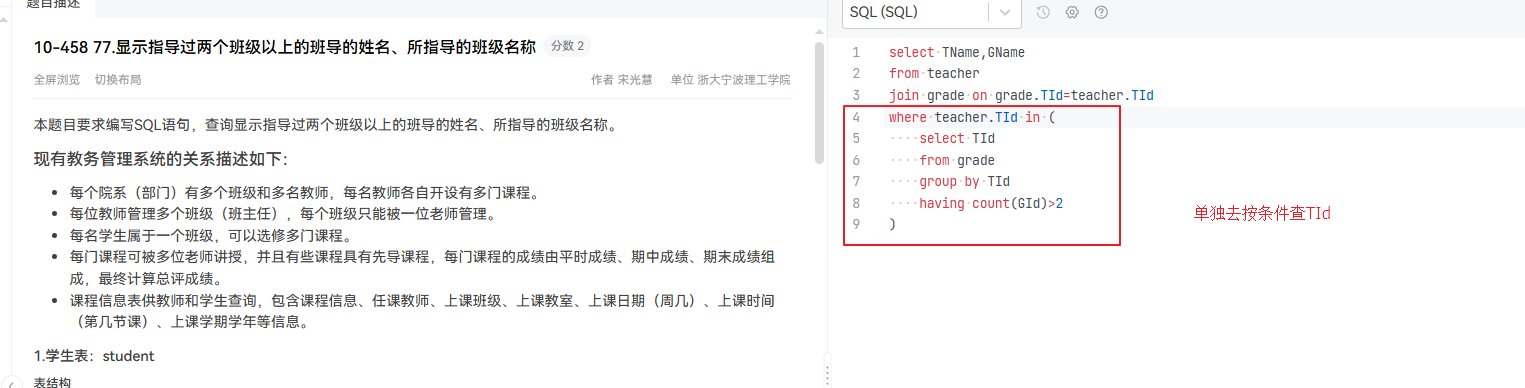 题目描述
10-458 77.显示指导过两个班级以上的班导的姓名、所指导的班级名称 分数 2
全屏浏览 切换布局 作者 宋光慧 单位 浙大宁波理工学院
本题目要求编写SQL语句，查询显示指导过两个班级以上的班导的姓名、所指导的班级名称。
现有教务管理系统的关系描述如下：
• 每个院系（部门）有多个班级和多名教师，每名教师各自开设有多门课程。
• 每位教师管理多个班级（班主任），每个班级只能被一位老师管理。
• 每名学生属于一个班级，可以选修多门课程。
• 每门课程可被多位老师讲授，并且有些课程具有先导课程，每门课程的成绩由平时成绩、期中成绩、期末成绩组
成，最终计算总评成绩。
• 课程信息表供教师和学生查询，包含课程信息、任课教师、上课班级、上课教室、上课日期（周几）、上课时间
（第几节课）、上课学期学年等信息。
1.学生表：student
表结构
SQL (SQL)
1 select TName,GName
2 from teacher
3 join grade on grade.TId=teacher.TId
4 where teacher.TId in (
5 select TId
6 from grade
7 group by TId
8 having count(GId)>2
9 )
单独去按条件查TId